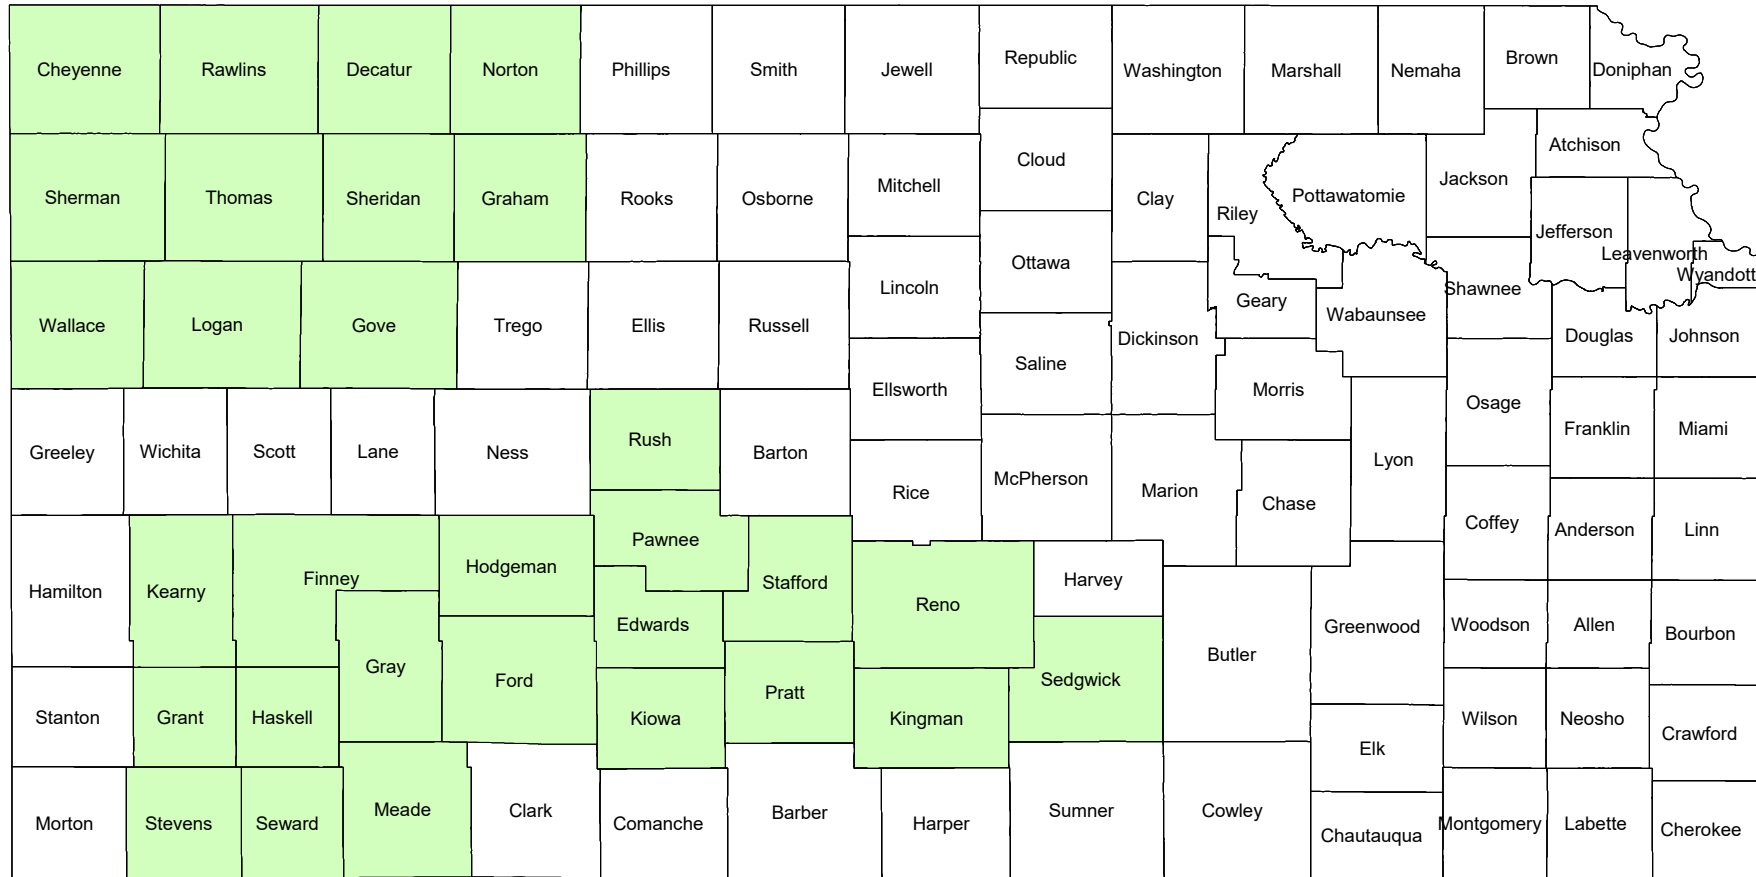 Cheyenne
Rawlins
Decatur
Norton
Phillips
Smith
Jewell
Republic
Washington
Marshall
Nemaha
Brown
Doniphan
Sherman
Thomas
Sheridan
Graham
Rooks
Osborne
Mitchell
Cloud
Clay
Riley
Pottawatomie
Jackson
Atchison
Jefferson
Leavenworth
Wyandott
Wallace
Logan
Gove
Trego
Ellis
Russell
Lincoln
Ottawa
Dickinson
Geary
Wabaunsee
Shawnee
Douglas
Johnson
Greeley
Wichita
Scott
Lane
Ness
Rush
Barton
Ellsworth
Saline
Morris
Osage
Franklin
Miami
Rice
McPherson
Marion
Chase
Lyon
Coffey
Anderson
Linn
Hamilton
Kearny
Finney
Hodgeman
Pawnee
Stafford
Edwards
Reno
Harvey
Butler
Greenwood
Woodson
Allen
Bourbon
Stanton
Grant
Haskell
Gray
Ford
Kiowa
Pratt
Kingman
Sedgwick
Elk
Wilson
Neosho
Crawford
Morton
Stevens
Seward
Meade
Clark
Comanche
Barber
Harper
Sumner
Cowley
Chautauqua
Montgomery
Labette
Cherokee